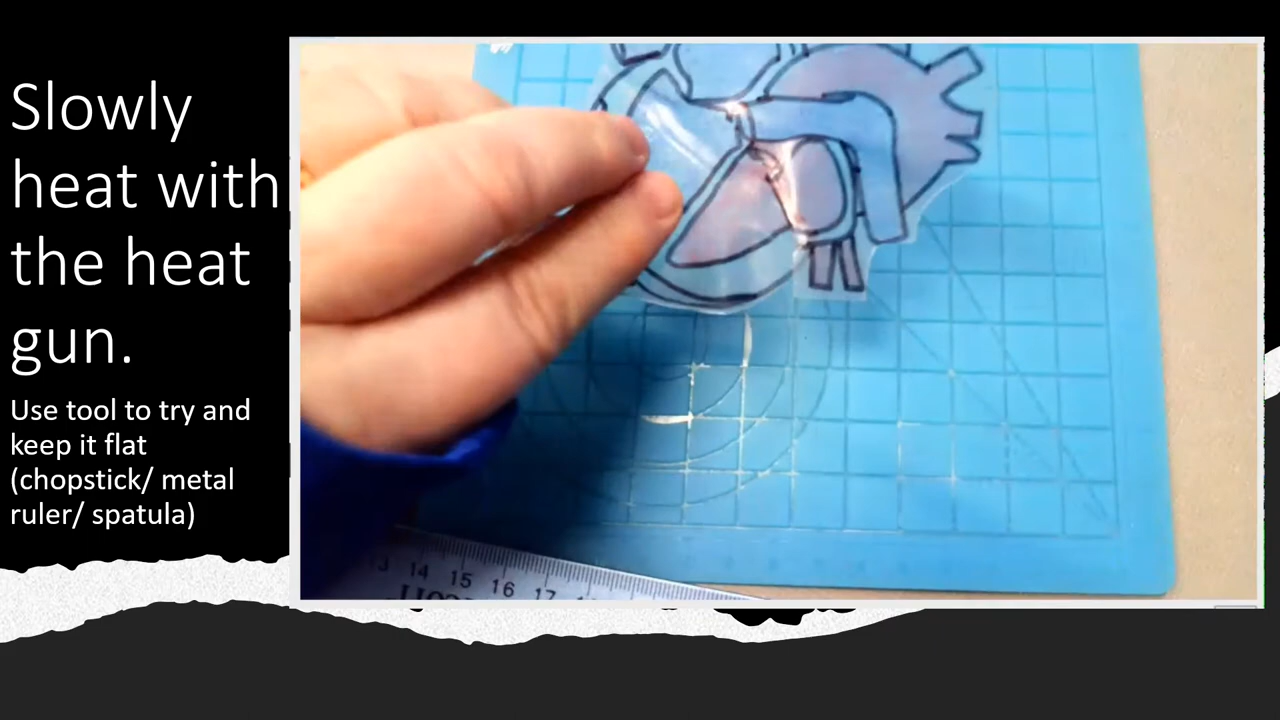 Slowly
heat with
the heat
gun.
Use tool to try and
keep it flat
(chopstick/ metal
ruler/ spatula)
13 14 15 16 17